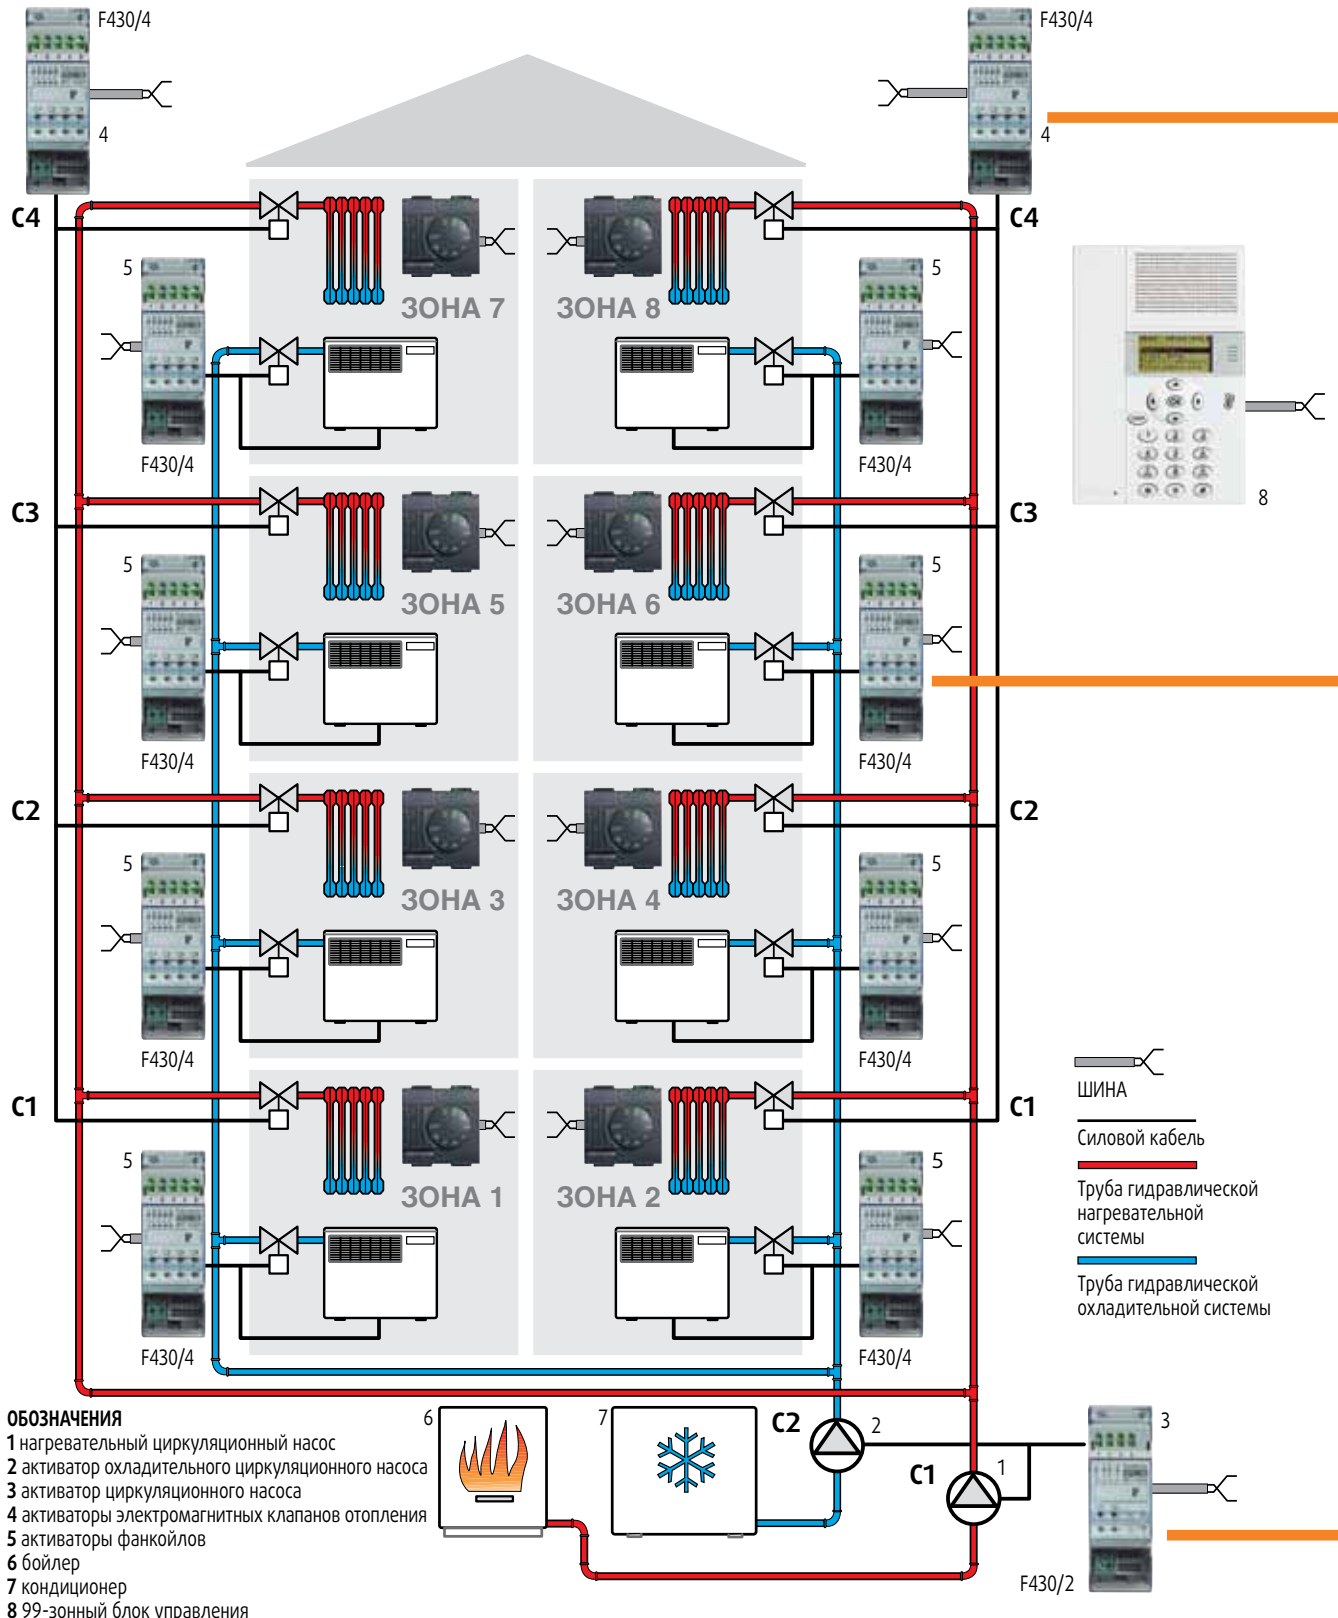 F430/4
F430/4
4
4
C4
C4
5
5
ЗОНА 7
ЗОНА 8
F430/4
F430/4
8
C3
C3
5
5
ЗОНА 5
ЗОНА 6
F430/4
F430/4
C2
C2
5
5
ЗОНА 3
ЗОНА 4
F430/4
F430/4
C1
C1
5
5
ЗОНА 1
ЗОНА 2
F430/4
F430/4
ШИНА
Силовой кабель
Труба гидравлической
нагревательной
системы
Труба гидравлической
охладительной системы
6
7
C2
2
C1
1
3
F430/2
ОБОЗНАЧЕНИЯ
1 нагревательный циркуляционный насос
2 активатор охладительного циркуляционного насоса
3 активатор циркуляционного насоса
4 активаторы электромагнитных клапанов отопления
5 активаторы фанкойлов
6 бойлер
7 кондиционер
8 99-зонный блок управления